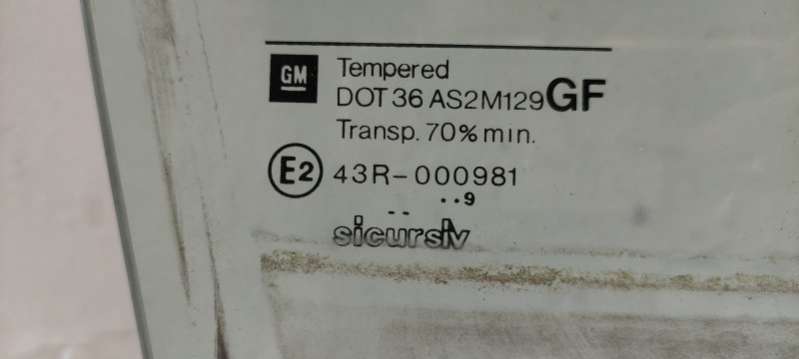 GM Tempered
DOT 36 AS2M129GF
Transp. 70% min.
E2 43R-000981
..9
--
sicursiv